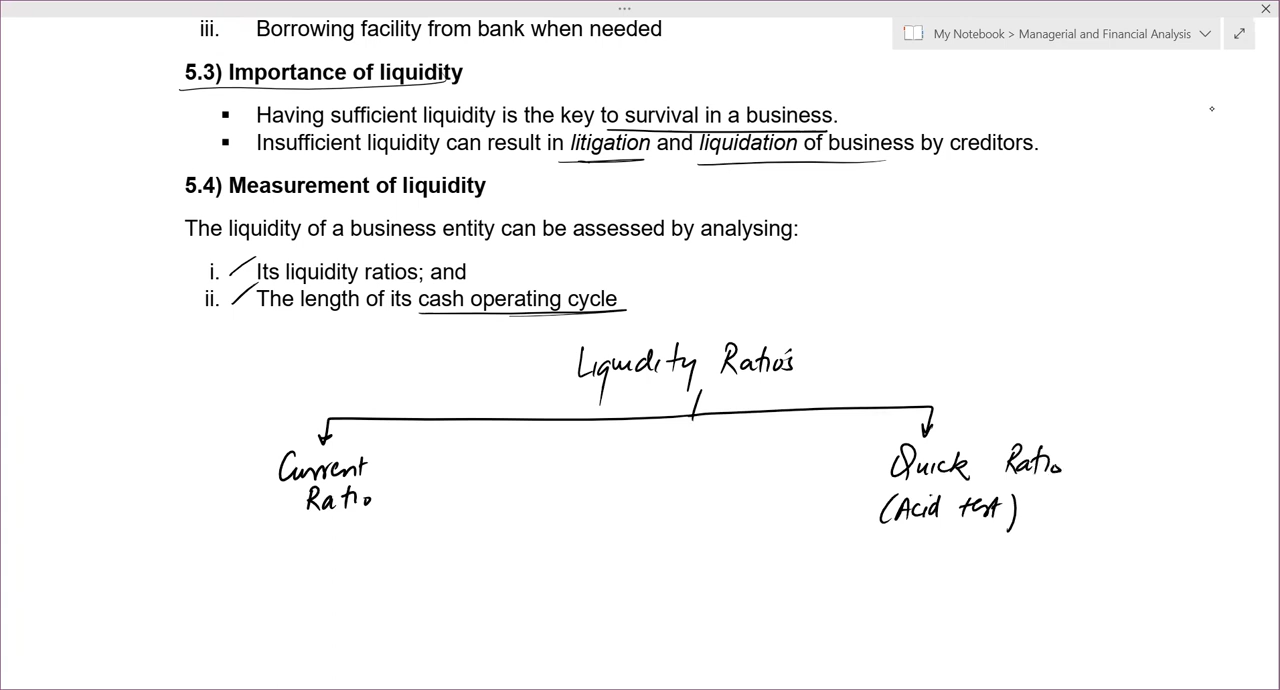 iii. Borrowing facility from bank when needed
My Notebook > Managerial and Financial Analysis
5.3) Importance of liquidity
▪ Having sufficient liquidity is the key to survival in a business.
▪ Insufficient liquidity can result in litigation and liquidation of business by creditors.
5.4) Measurement of liquidity
The liquidity of a business entity can be assessed by analysing:
i. Its liquidity ratios; and
ii. The length of its cash operating cycle
Liquidity Ratio's
Current
Ratio
Quick Ratio
(Acid test)